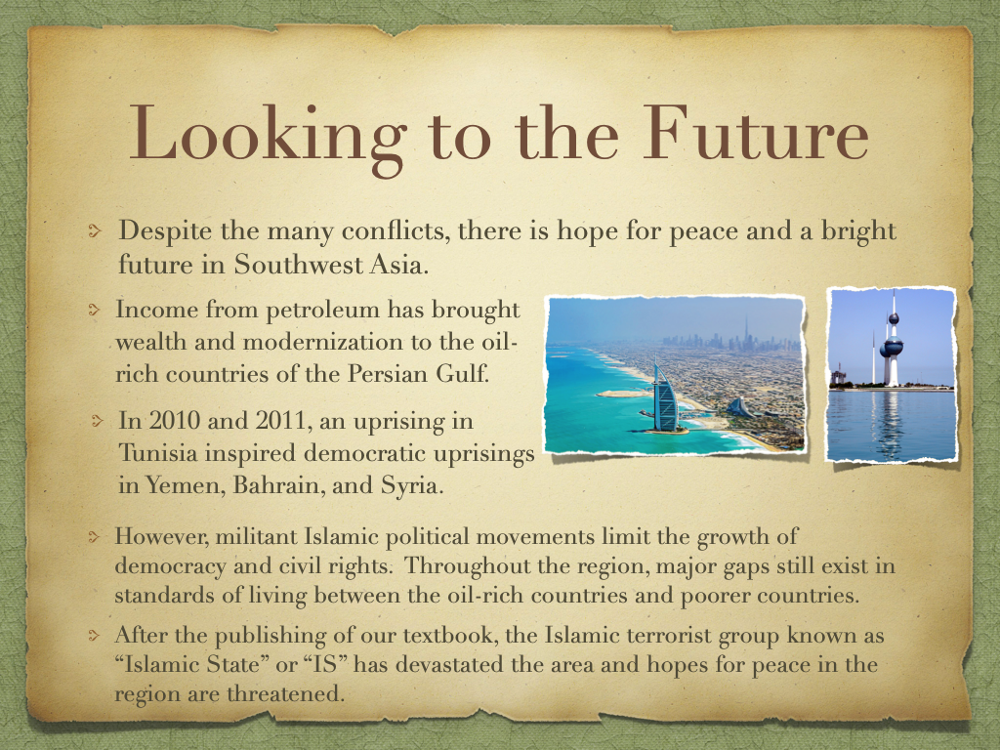 Looking to the Future
Despite the many conflicts, there is hope for peace and a bright
future in Southwest Asia.
Income from petroleum has brought
wealth and modernization to the oil-
rich countries of the Persian Gulf.
In 2010 and 2011, an uprising in
Tunisia inspired democratic uprisings
in Yemen, Bahrain, and Syria.
However, militant Islamic political movements limit the growth of
democracy and civil rights.  Throughout the region, major gaps still exist in
standards of living between the oil-rich countries and poorer countries.
After the publishing of our textbook, the Islamic terrorist group known as
“Islamic State” or “IS” has devastated the area and hopes for peace in the
region are threatened.